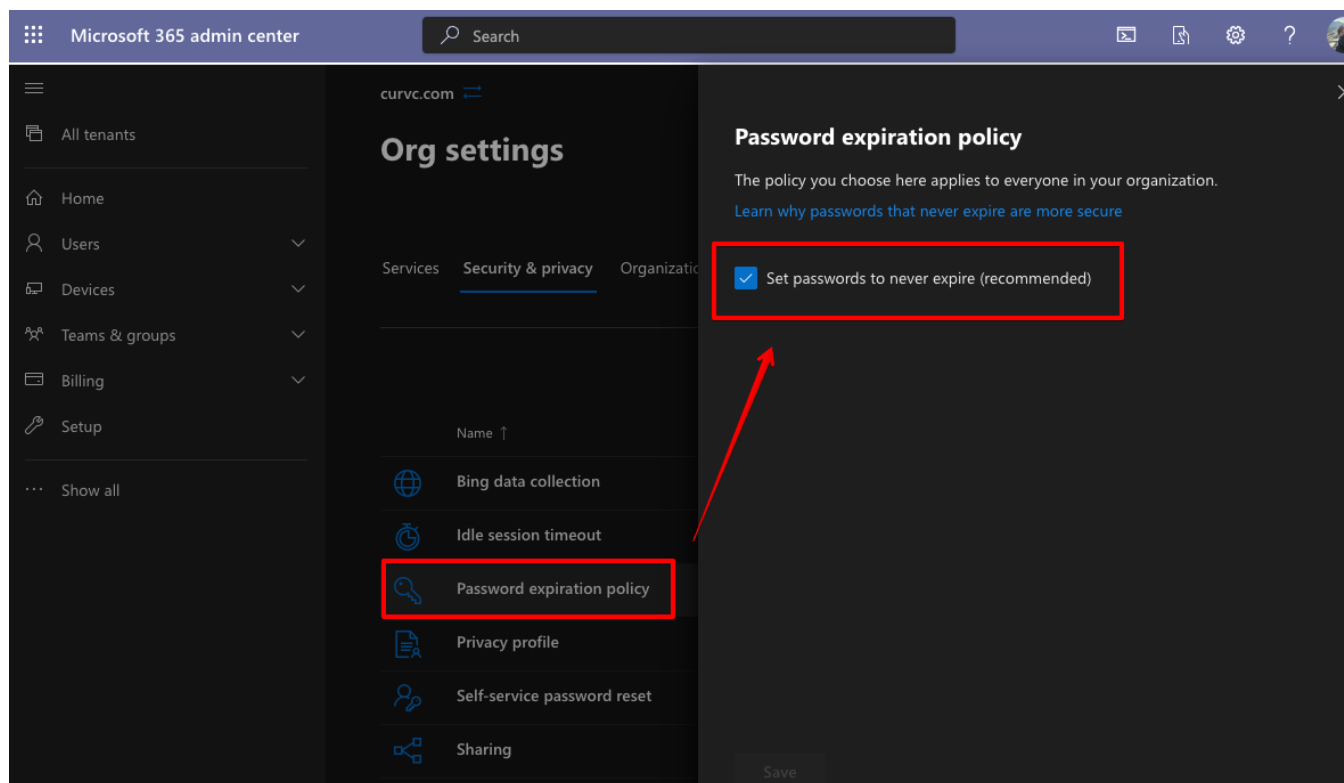 Microsoft 365 admin center
Search
All tenants
Home
Users
Devices
Teams & groups
Billing
Setup
Show all
curvc.com
Org settings
Services Security & privacy Organizatio
Name ↑
Bing data collection
Idle session timeout
Password expiration policy
Privacy profile
Self-service password reset
Sharing
Password expiration policy
The policy you choose here applies to everyone in your organization.
Learn why passwords that never expire are more secure
Set passwords to never expire (recommended)
Save